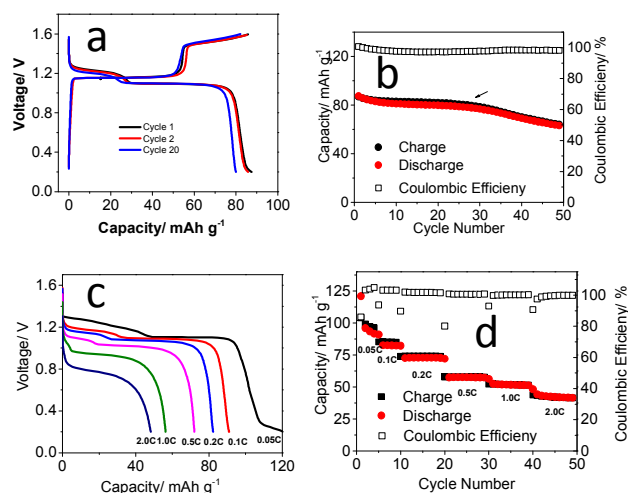 a
Voltage/ V
1.6
1.2
0.8
0.4
0.0
Cycle 1
Cycle 2
Cycle 20
0 20 40 60 80 100
Capacity/ mAh g-1
b
Capacity/ mAh g-1
120
80
40
0
Charge
Discharge
Coulombic Efficieny
100
80
60
40
20
0
Coulombic Efficieny/ %
0 10 20 30 40 50
Cycle Number
c
Voltage/ V
1.6
1.2
0.8
0.4
0.0
2.0C 1.0C 0.5C 0.2C 0.1C 0.05C
0 20 40 60 80 100 120
Capacity/ mAh g-1
d
Capacity/ mAh g-1
125
100
75
50
25
0
0.05C
0.1C
0.2C
0.5C
1.0C
2.0C
Charge
Discharge
Coulombic Efficieny
100
80
60
40
20
0
Coulombic Efficieny/ %
0 10 20 30 40 50
Cycle Number